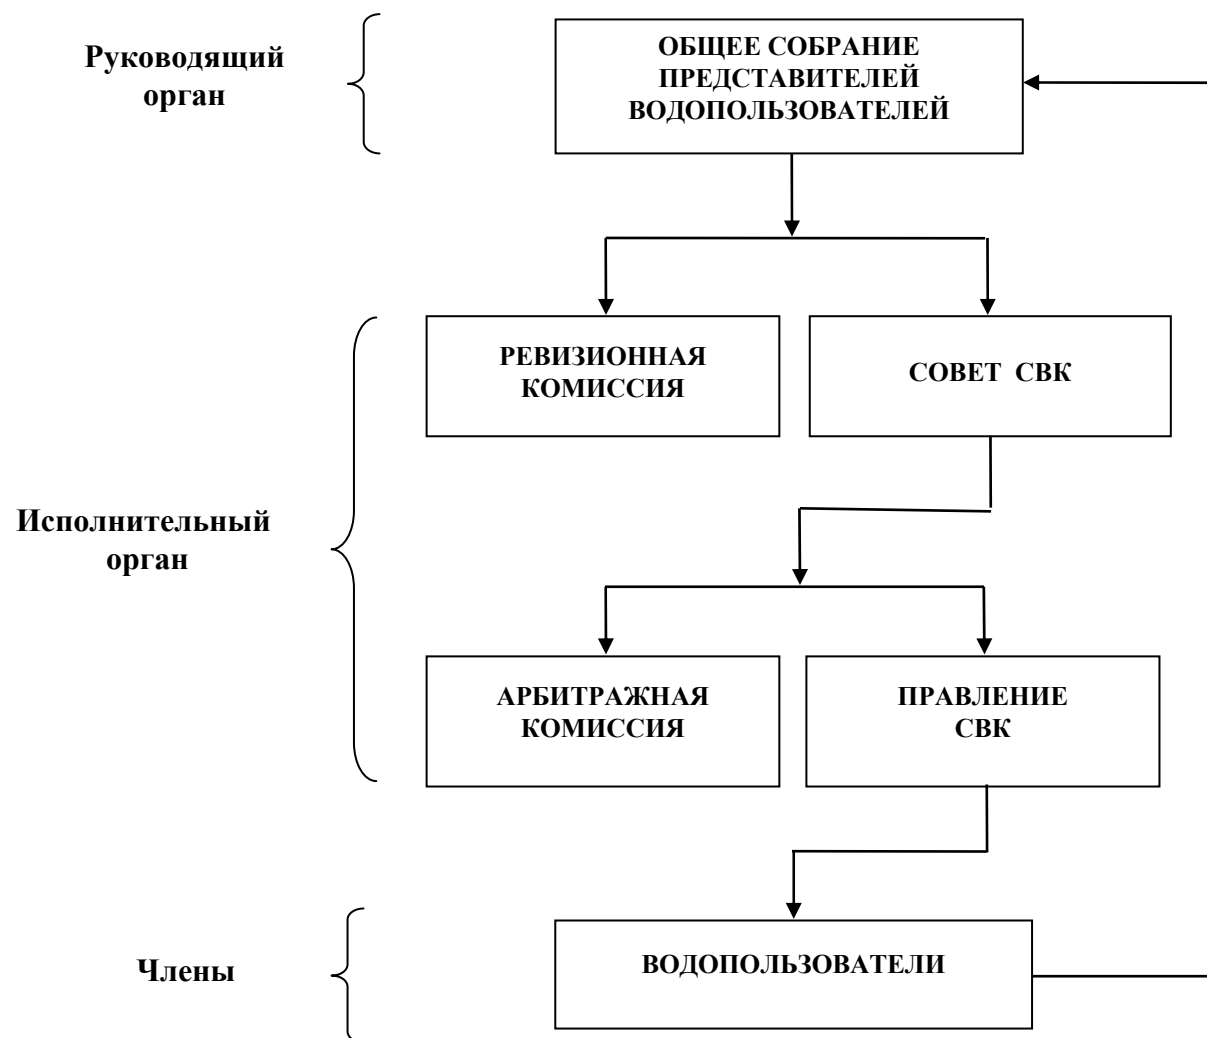 Руководящий
орган
ОБЩЕЕ СОБРАНИЕ
ПРЕДСТАВИТЕЛЕЙ
ВОДОПОЛЬЗОВАТЕЛЕЙ
РЕВИЗИОННАЯ
КОМИССИЯ
СОВЕТ СВК
Исполнительный
орган
АРБИТРАЖНАЯ
КОМИССИЯ
ПРАВЛЕНИЕ
СВК
Члены
ВОДОПОЛЬЗОВАТЕЛИ